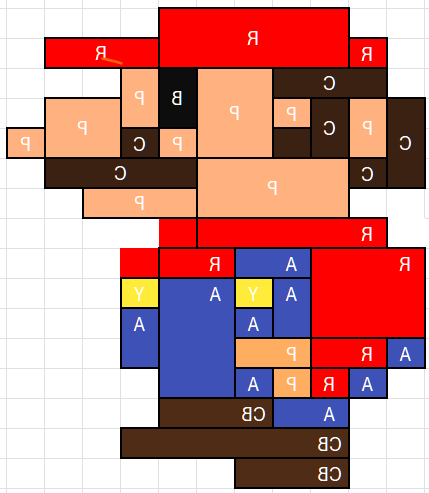 R
R R
C
B P
P P
P C P
C P C P
C C
P
P
R
R A R
A Y A Y
A A
A R P
A R P A
A CB
CB
CB